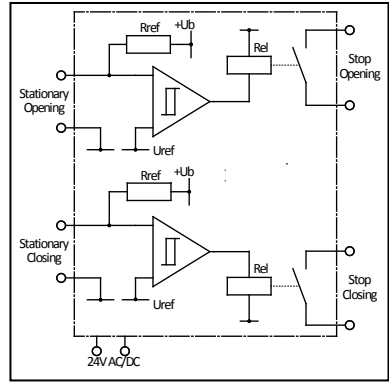 Rref
+Ub
Rel
Stop
Opening
Stationary
Opening
Uref
Rref
+Ub
Stationary
Closing
Rel
Stop
Closing
Uref
24V AC/DC